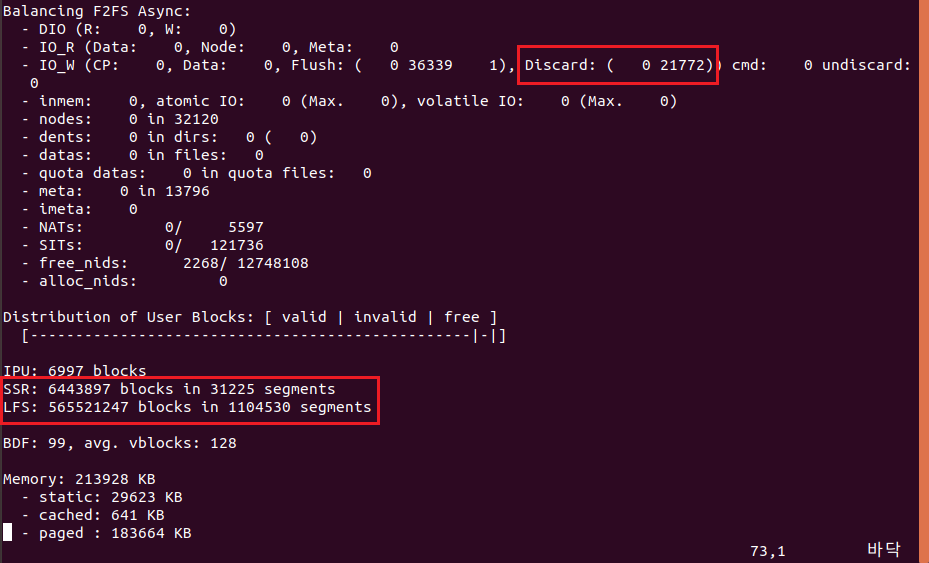 Balancing F2FS Async:
  - DIO (R:    0, W:    0)
  - IO_R (Data:    0, Node:    0, Meta:    0
  - IO_W (CP:    0, Data:    0, Flush: (   0 36339    1), Discard: (   0 21772)) cmd:    0 undiscard:
   0
  - inmem:    0, atomic IO:    0 (Max.    0), volatile IO:    0 (Max.    0)
  - nodes:    0 in 32120
  - dents:    0 in dirs:   0 (   0)
  - datas:    0 in files:   0
  - quota datas:    0 in quota files:   0
  - meta:    0 in 13796
  - imeta:    0
  - NATs:         0/     5597
  - SITs:         0/   121736
  - free_nids:      2268/ 12748108
  - alloc_nids:         0

Distribution of User Blocks: [ valid | invalid | free ]
  [-------------------------------------------------|-|]

IPU: 6997 blocks
SSR: 6443897 blocks in 31225 segments
LFS: 565521247 blocks in 1104530 segments

BDF: 99, avg. vblocks: 128

Memory: 213928 KB
  - static: 29623 KB
  - cached: 641 KB
  - paged : 183664 KB
73,1         바닥